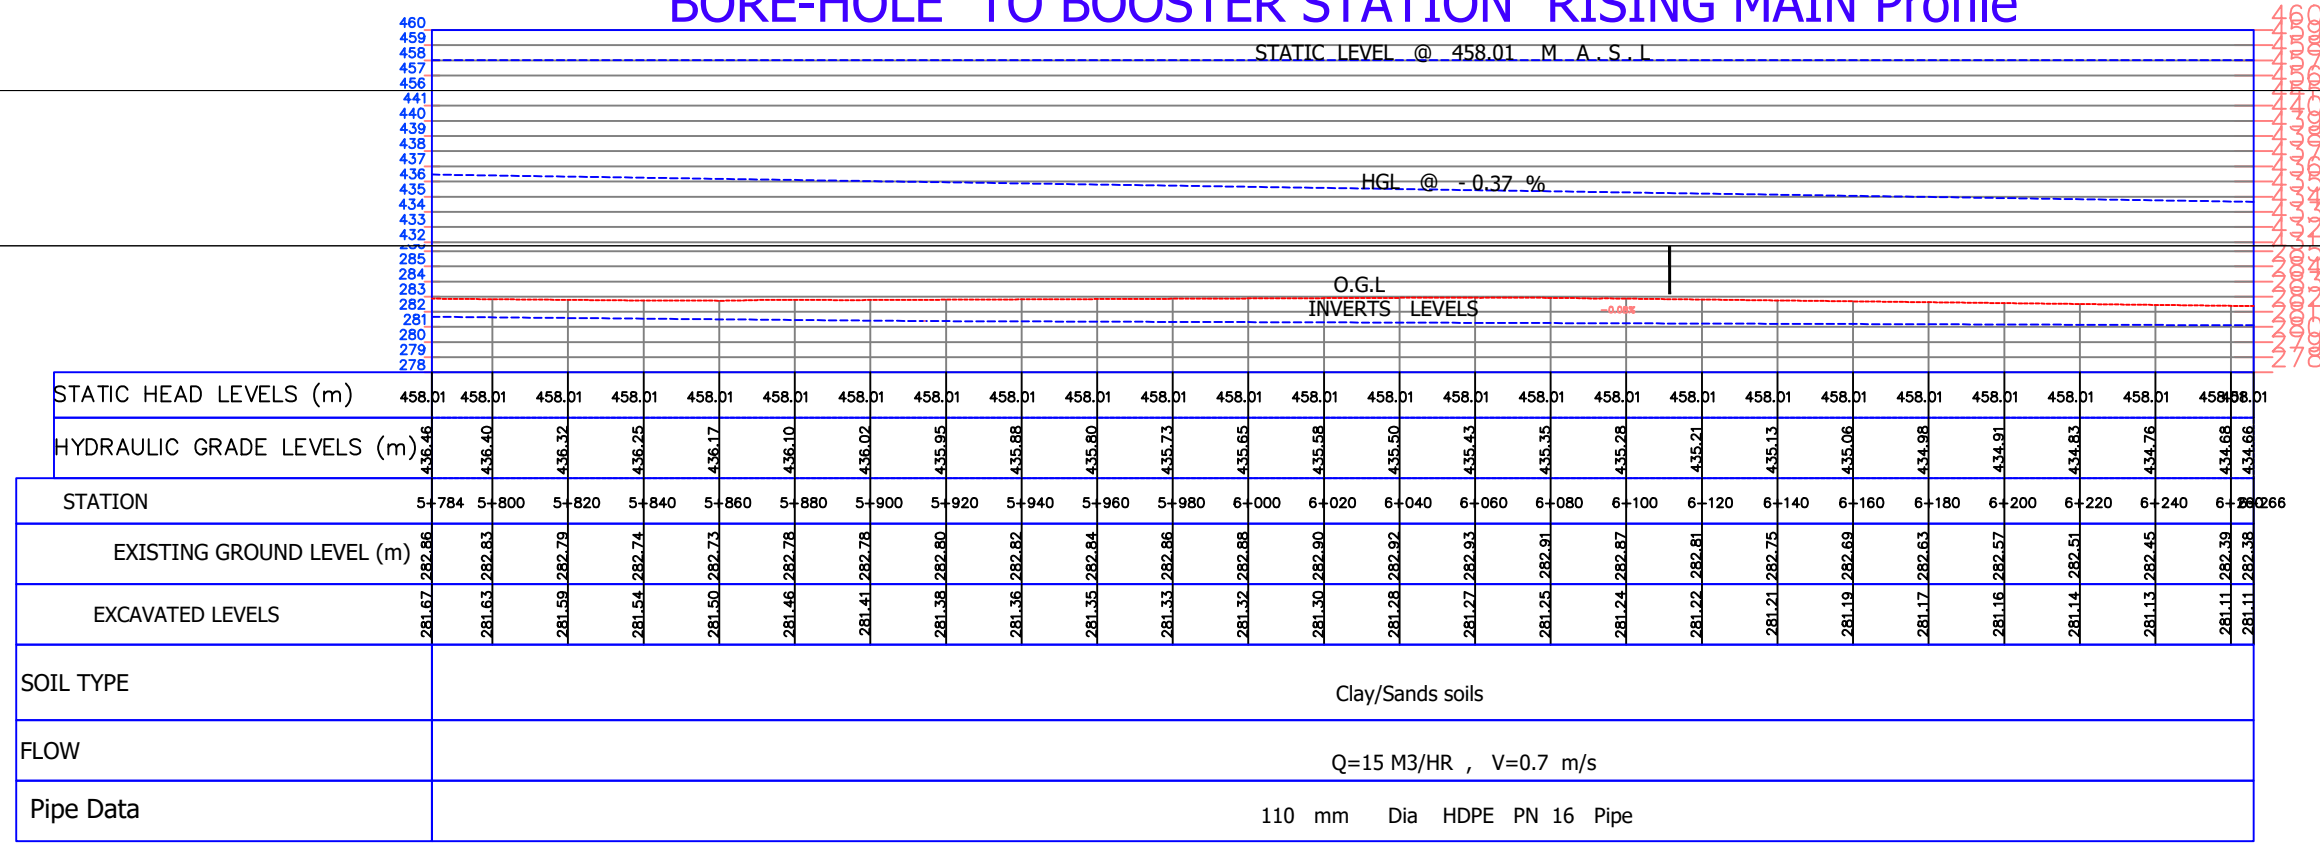 BORE-HOLE TO BOOSTER STATION RISING MAIN Profile
460
459
458
457
456
441
440
439
438
437
436
435
434
433
432
285
284
283
282
281
280
279
278
STATIC LEVEL @ 458.01 M A.S.L
HGL @ -0.37 %
O.G.L
INVERTS LEVELS
STATIC HEAD LEVELS (m) 458.01 458.01 458.01 458.01 458.01 458.01 458.01 458.01 458.01 458.01 458.01 458.01 458.01 458.01 458.01 458.01 458.01 458.01 458.01 458.01 458.01 458.01 458.01 458.01 458.01 458.01
HYDRAULIC GRADE LEVELS (m) 436.46 436.40 436.32 436.25 436.17 436.10 436.02 435.95 435.88 435.80 435.73 435.65 435.58 435.50 435.43 435.35 435.28 435.21 435.13 435.06 434.98 434.91 434.83 434.76 434.68 434.66
STATION 5+784 5+800 5+820 5+840 5+860 5+880 5+900 5+920 5+940 5+960 5+980 6+000 6+020 6+040 6+060 6+080 6+100 6+120 6+140 6+160 6+180 6+200 6+220 6+240 6+260 6+266
EXISTING GROUND LEVEL (m) 282.86 282.83 282.79 282.74 282.73 282.78 282.78 282.80 282.82 282.84 282.86 282.88 282.90 282.92 282.93 282.91 282.87 282.81 282.75 282.69 282.63 282.57 282.51 282.45 282.39 282.38
EXCAVATED LEVELS 281.67 281.63 281.59 281.54 281.50 281.46 281.41 281.38 281.36 281.35 281.33 281.32 281.30 281.28 281.27 281.25 281.24 281.22 281.21 281.19 281.17 281.16 281.14 281.13 281.11 281.11
SOIL TYPE Clay/Sands soils
FLOW Q=15 M3/HR , V=0.7 m/s
Pipe Data 110 mm Dia HDPE PN 16 Pipe